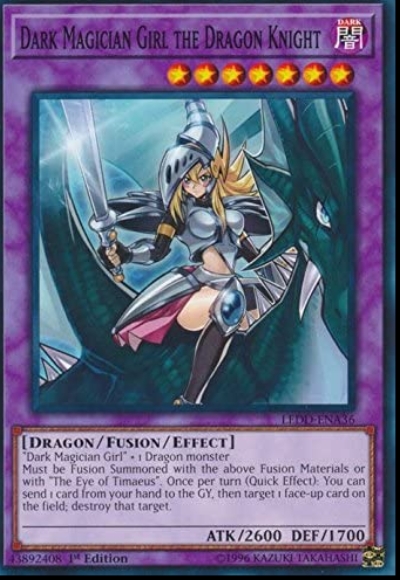 DARK MAGICIAN GIRL THE DRAGON KNIGHT
DARK
闇
LEDD-ENA36
[DRAGON/FUSION/EFFECT]
"Dark Magician Girl" + 1 Dragon monster
Must be Fusion Summoned with the above Fusion Materials or
with "The Eye of Timaeus". Once per turn (Quick Effect): You can
send 1 card from your hand to the GY, then target 1 face-up card on
the field; destroy that target.
ATK/2600 DEF/1700
43892408 1st Edition
©1996 KAZUKI TAKAHASHI